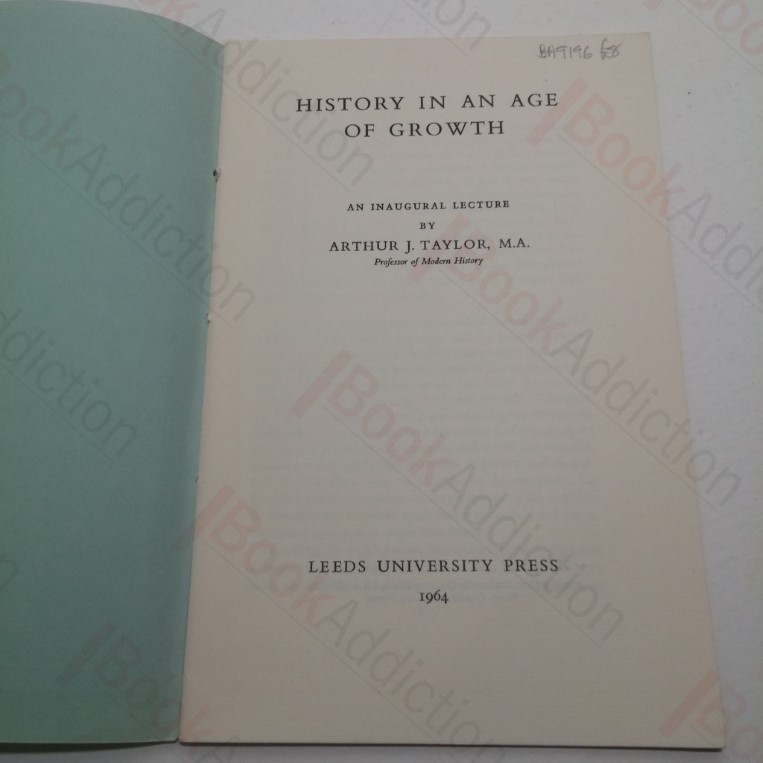 BA9196 £8
HISTORY IN AN AGE
OF GROWTH
AN INAUGURAL LECTURE
BY
ARTHUR J. TAYLOR, M.A.
Professor of Modern History
LEEDS UNIVERSITY PRESS
1964
BookAddiction